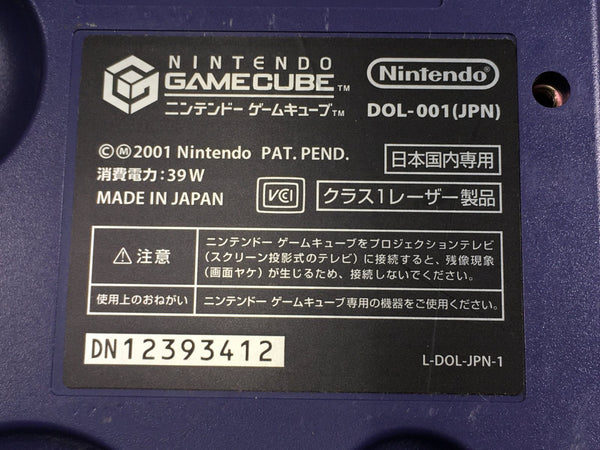 NINTENDO
GAMECUBE™
ニンテンドー ゲームキューブ™
Nintendo®
DOL-001(JPN)
©Ⓜ2001 Nintendo PAT. PEND.
日本国内専用
消費電力:39W
MADE IN JAPAN
VCI
クラス1レーザー製品
⚠注意
ニンテンドー ゲームキューブをプロジェクションテレビ
(スクリーン投影式のテレビ)に接続すると、残像現象
(画面ヤケ)が生じるため、接続しないでください。
使用上のおねがい
ニンテンドー ゲームキューブ専用の機器をご使用ください。
DN12393412
L-DOL-JPN-1